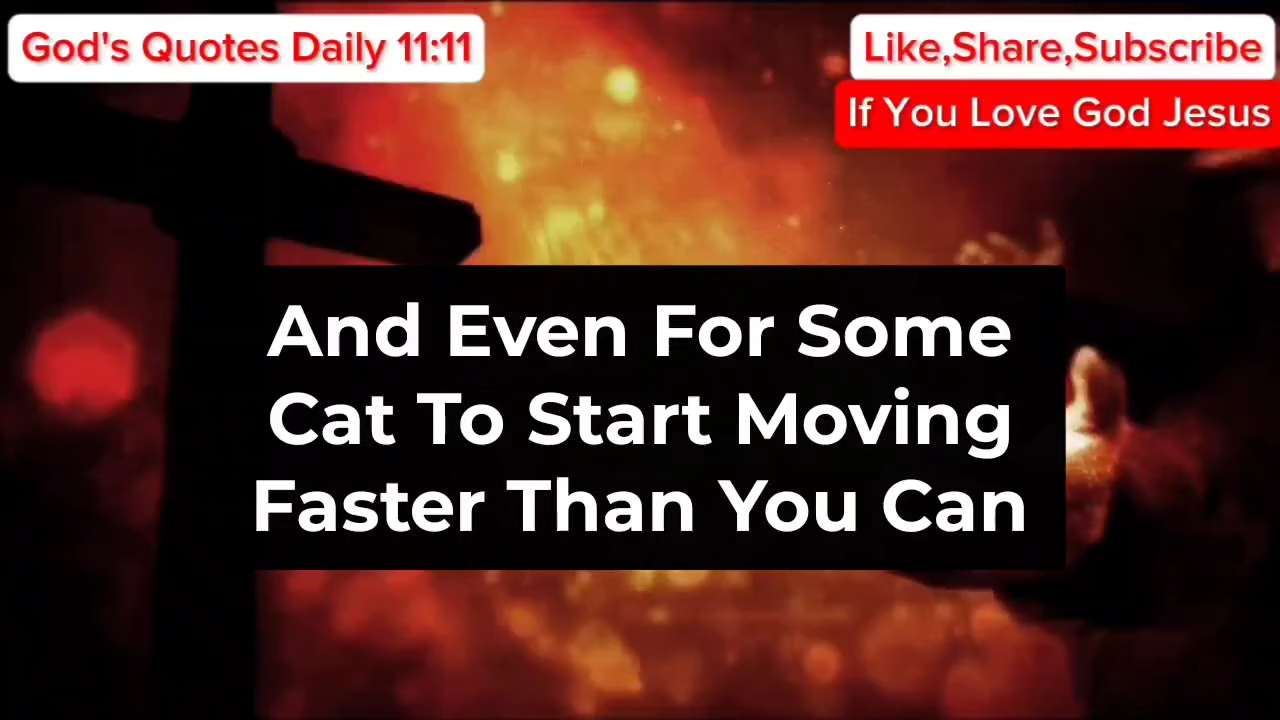 God's Quotes Daily 11:11
Like,Share,Subscribe
If You Love God Jesus
And Even For Some
Cat To Start Moving
Faster Than You Can